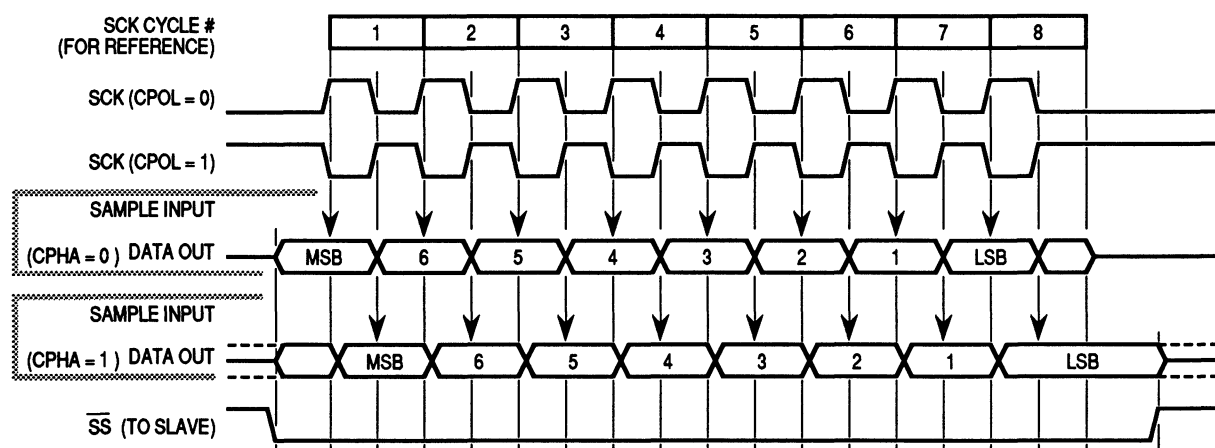 SCK CYCLE # 
(FOR REFERENCE)
1 2 3 4 5 6 7 8
SCK (CPOL = 0)
SCK (CPOL = 1)
SAMPLE INPUT
(CPHA = 0) DATA OUT
MSB 6 5 4 3 2 1 LSB
SAMPLE INPUT
(CPHA = 1) DATA OUT
MSB 6 5 4 3 2 1 LSB
SS (TO SLAVE)